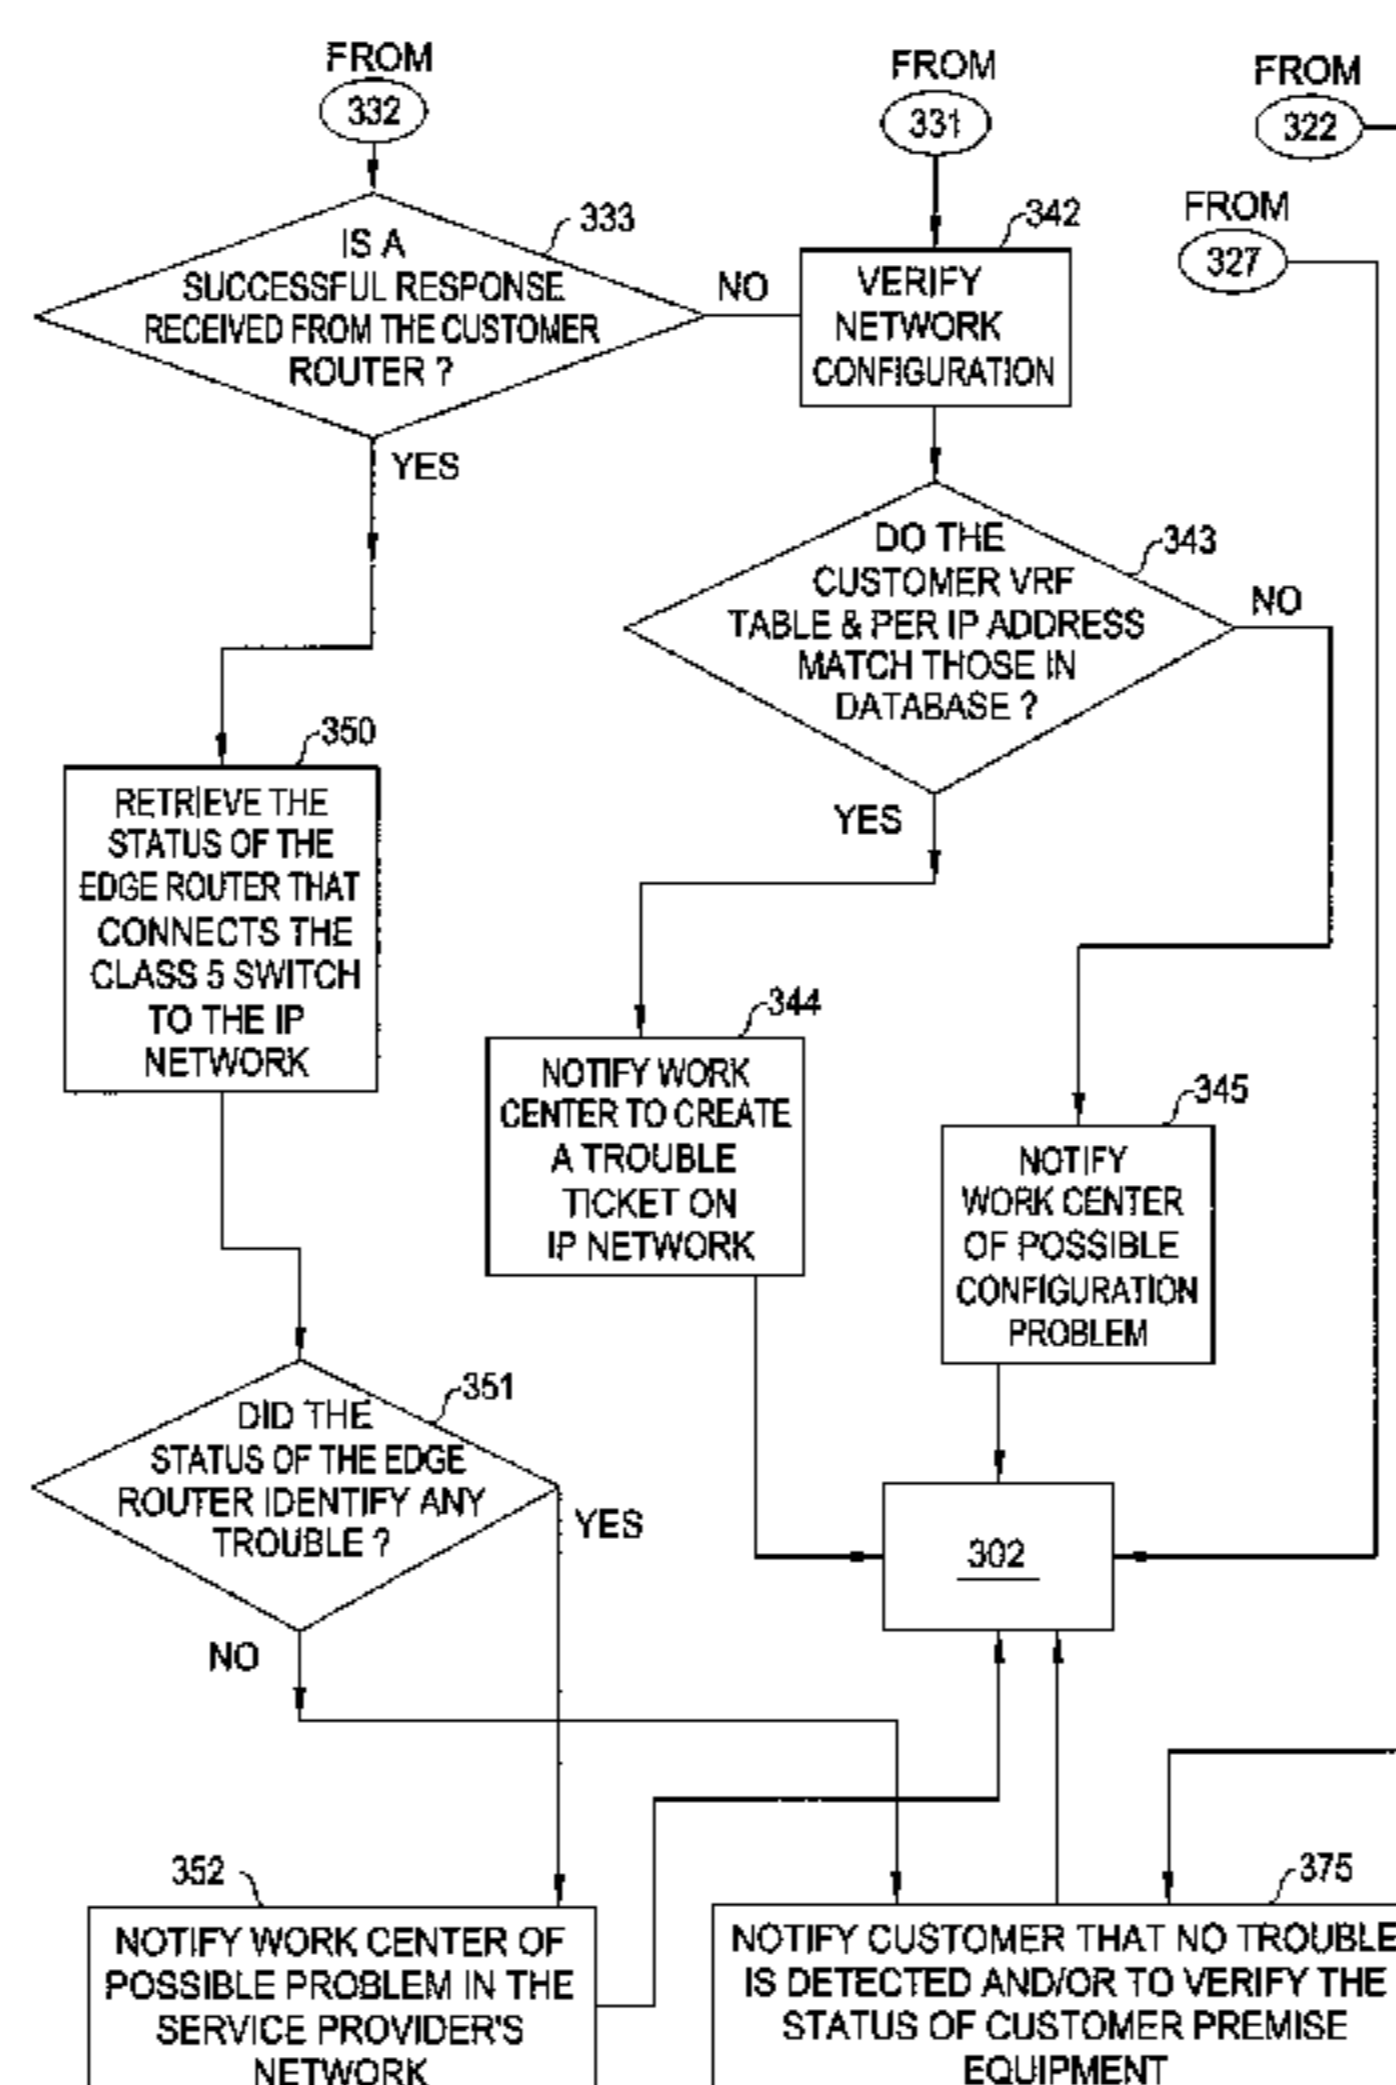 FROM
332
FROM
331
FROM
322
FROM
327
333
IS A
SUCCESSFUL RESPONSE
RECEIVED FROM THE CUSTOMER
ROUTER ?
NO
YES
342
VERIFY
NETWORK
CONFIGURATION
343
DO THE
CUSTOMER VRF
TABLE & PER IP ADDRESS
MATCH THOSE IN
DATABASE ?
NO
YES
350
RETRIEVE THE
STATUS OF THE
EDGE ROUTER THAT
CONNECTS THE
CLASS 5 SWITCH
TO THE IP
NETWORK
344
NOTIFY WORK
CENTER TO CREATE
A TROUBLE
TICKET ON
IP NETWORK
345
NOTIFY
WORK CENTER
OF POSSIBLE
CONFIGURATION
PROBLEM
351
DID THE
STATUS OF THE EDGE
ROUTER IDENTIFY ANY
TROUBLE ?
YES
NO
302
352
NOTIFY WORK CENTER OF
POSSIBLE PROBLEM IN THE
SERVICE PROVIDER'S
NETWORK
375
NOTIFY CUSTOMER THAT NO TROUBLE
IS DETECTED AND/OR TO VERIFY THE
STATUS OF CUSTOMER PREMISE
EQUIPMENT